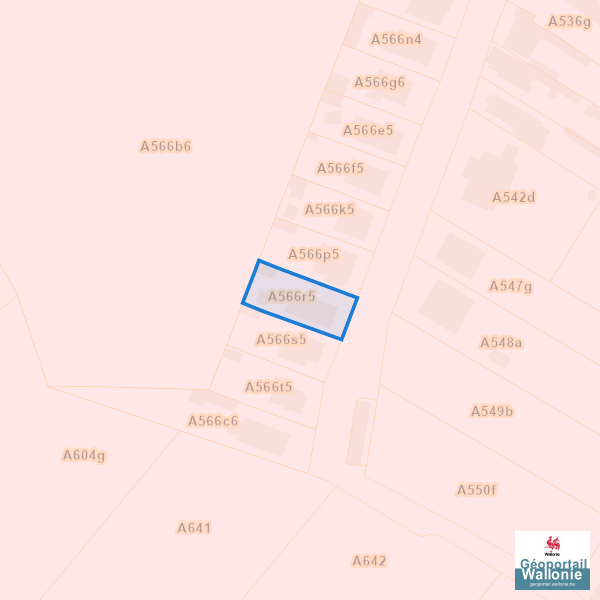 A536g
A566n4
A566g6
A566e5
A566b6
A566f5
A542d
A566k5
A566p5
A547g
A566r5
A566s5
A548a
A566t5
A549b
A566c6
A604g
A550f
A641
A642
Wallonie
Géoportail
Wallonie
geoportail.wallonie.be